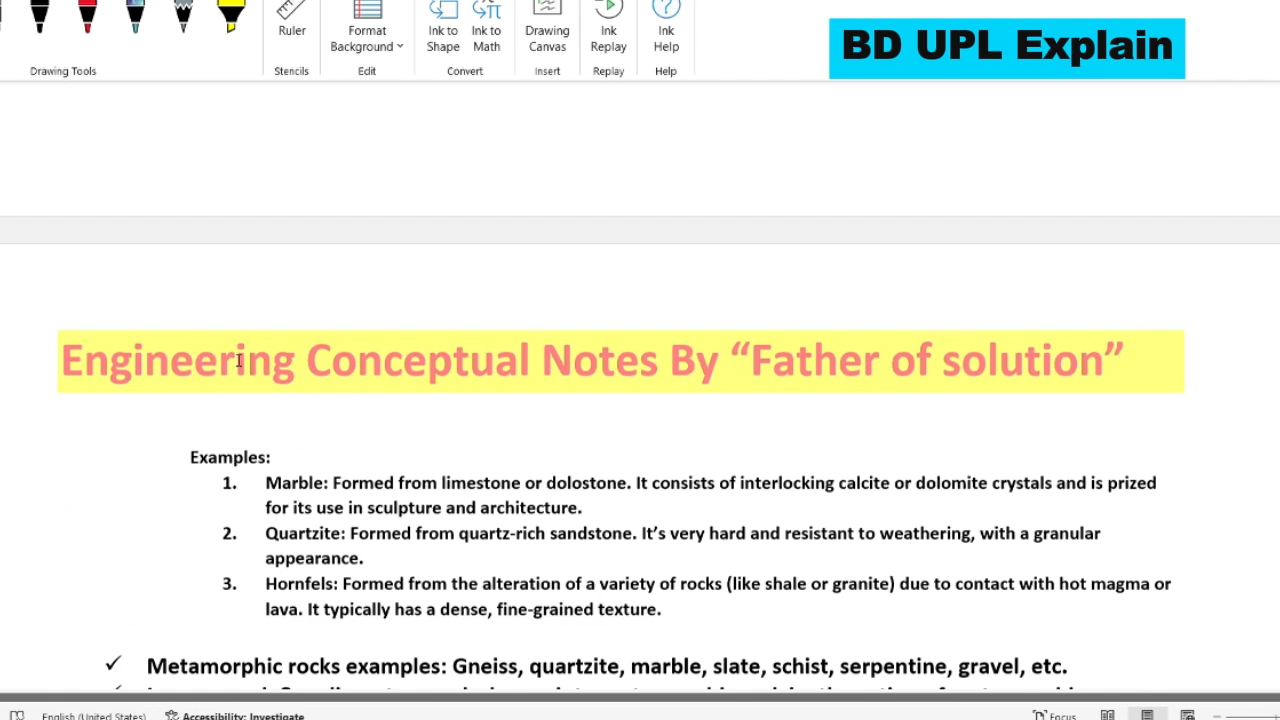 Ruler
Format Background
Ink to Shape
Ink to Math
Drawing Canvas
Ink Replay
Ink Help
Drawing Tools
Stencils
Edit
Convert
Insert
Replay
Help
BD UPL Explain
Engineering Conceptual Notes By “Father of solution”
Examples:
1. Marble: Formed from limestone or dolostone. It consists of interlocking calcite or dolomite crystals and is prized
for its use in sculpture and architecture.
2. Quartzite: Formed from quartz-rich sandstone. It’s very hard and resistant to weathering, with a granular
appearance.
3. Hornfels: Formed from the alteration of a variety of rocks (like shale or granite) due to contact with hot magma or
lava. It typically has a dense, fine-grained texture.
✓ Metamorphic rocks examples: Gneiss, quartzite, marble, slate, schist, serpentine, gravel, etc.
English (United States)
Accessibility: Investigate
Focus